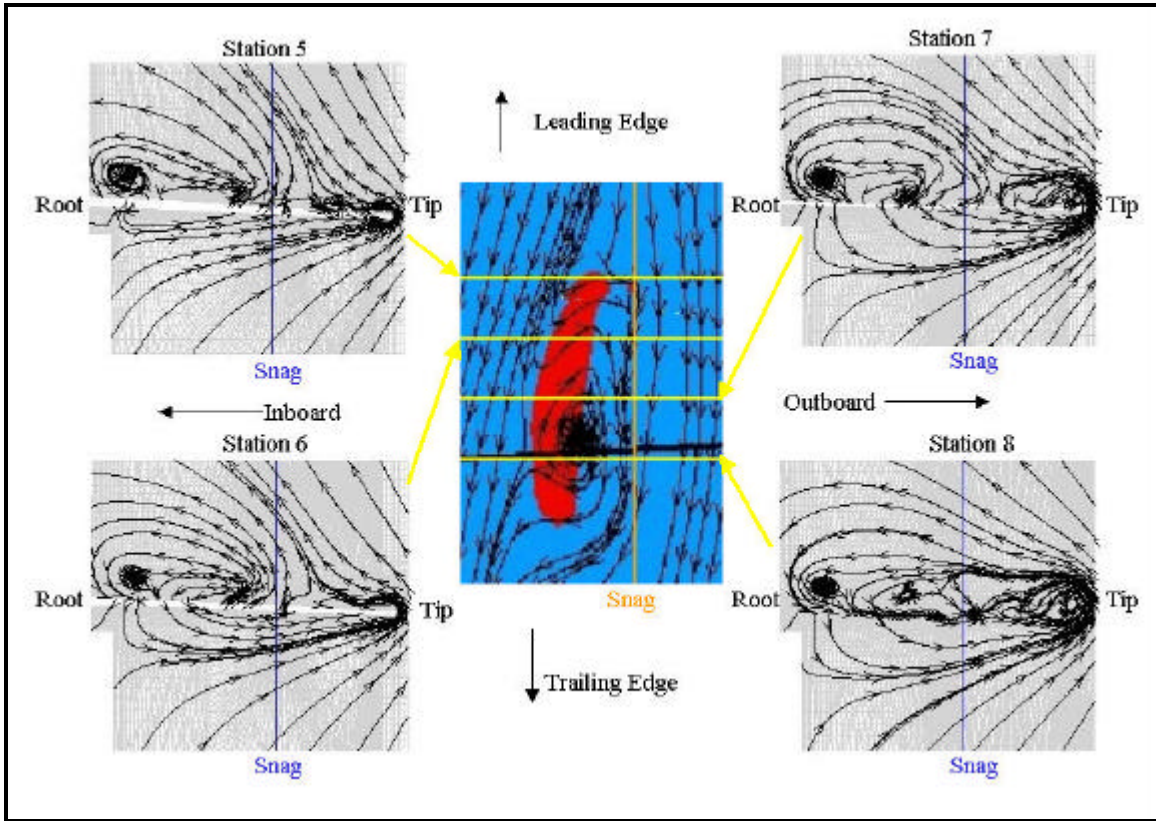 Station 5
Station 7
Leading Edge
Root
Tip
Root
Tip
Snag
Snag
Inboard
Outboard
Station 6
Station 8
Root
Tip
Snag
Root
Tip
Trailing Edge
Snag
Snag